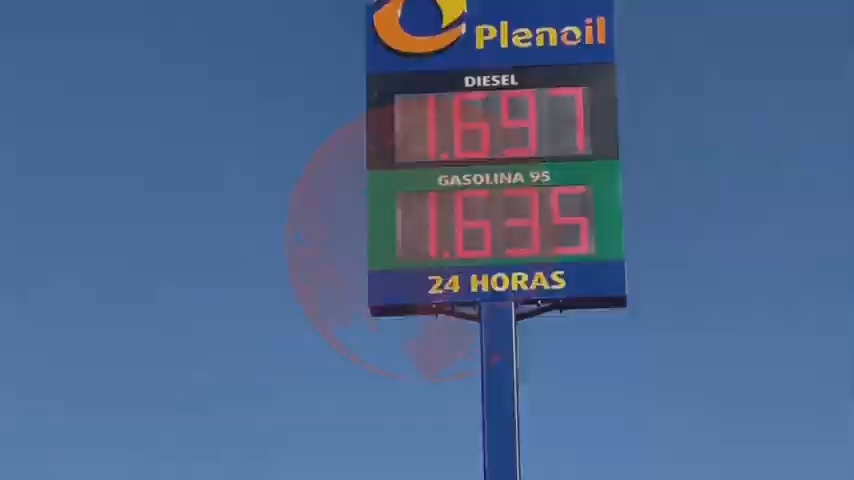 Plenoil
DIESEL
1.697
GASOLINA 95
1.635
24 HORAS